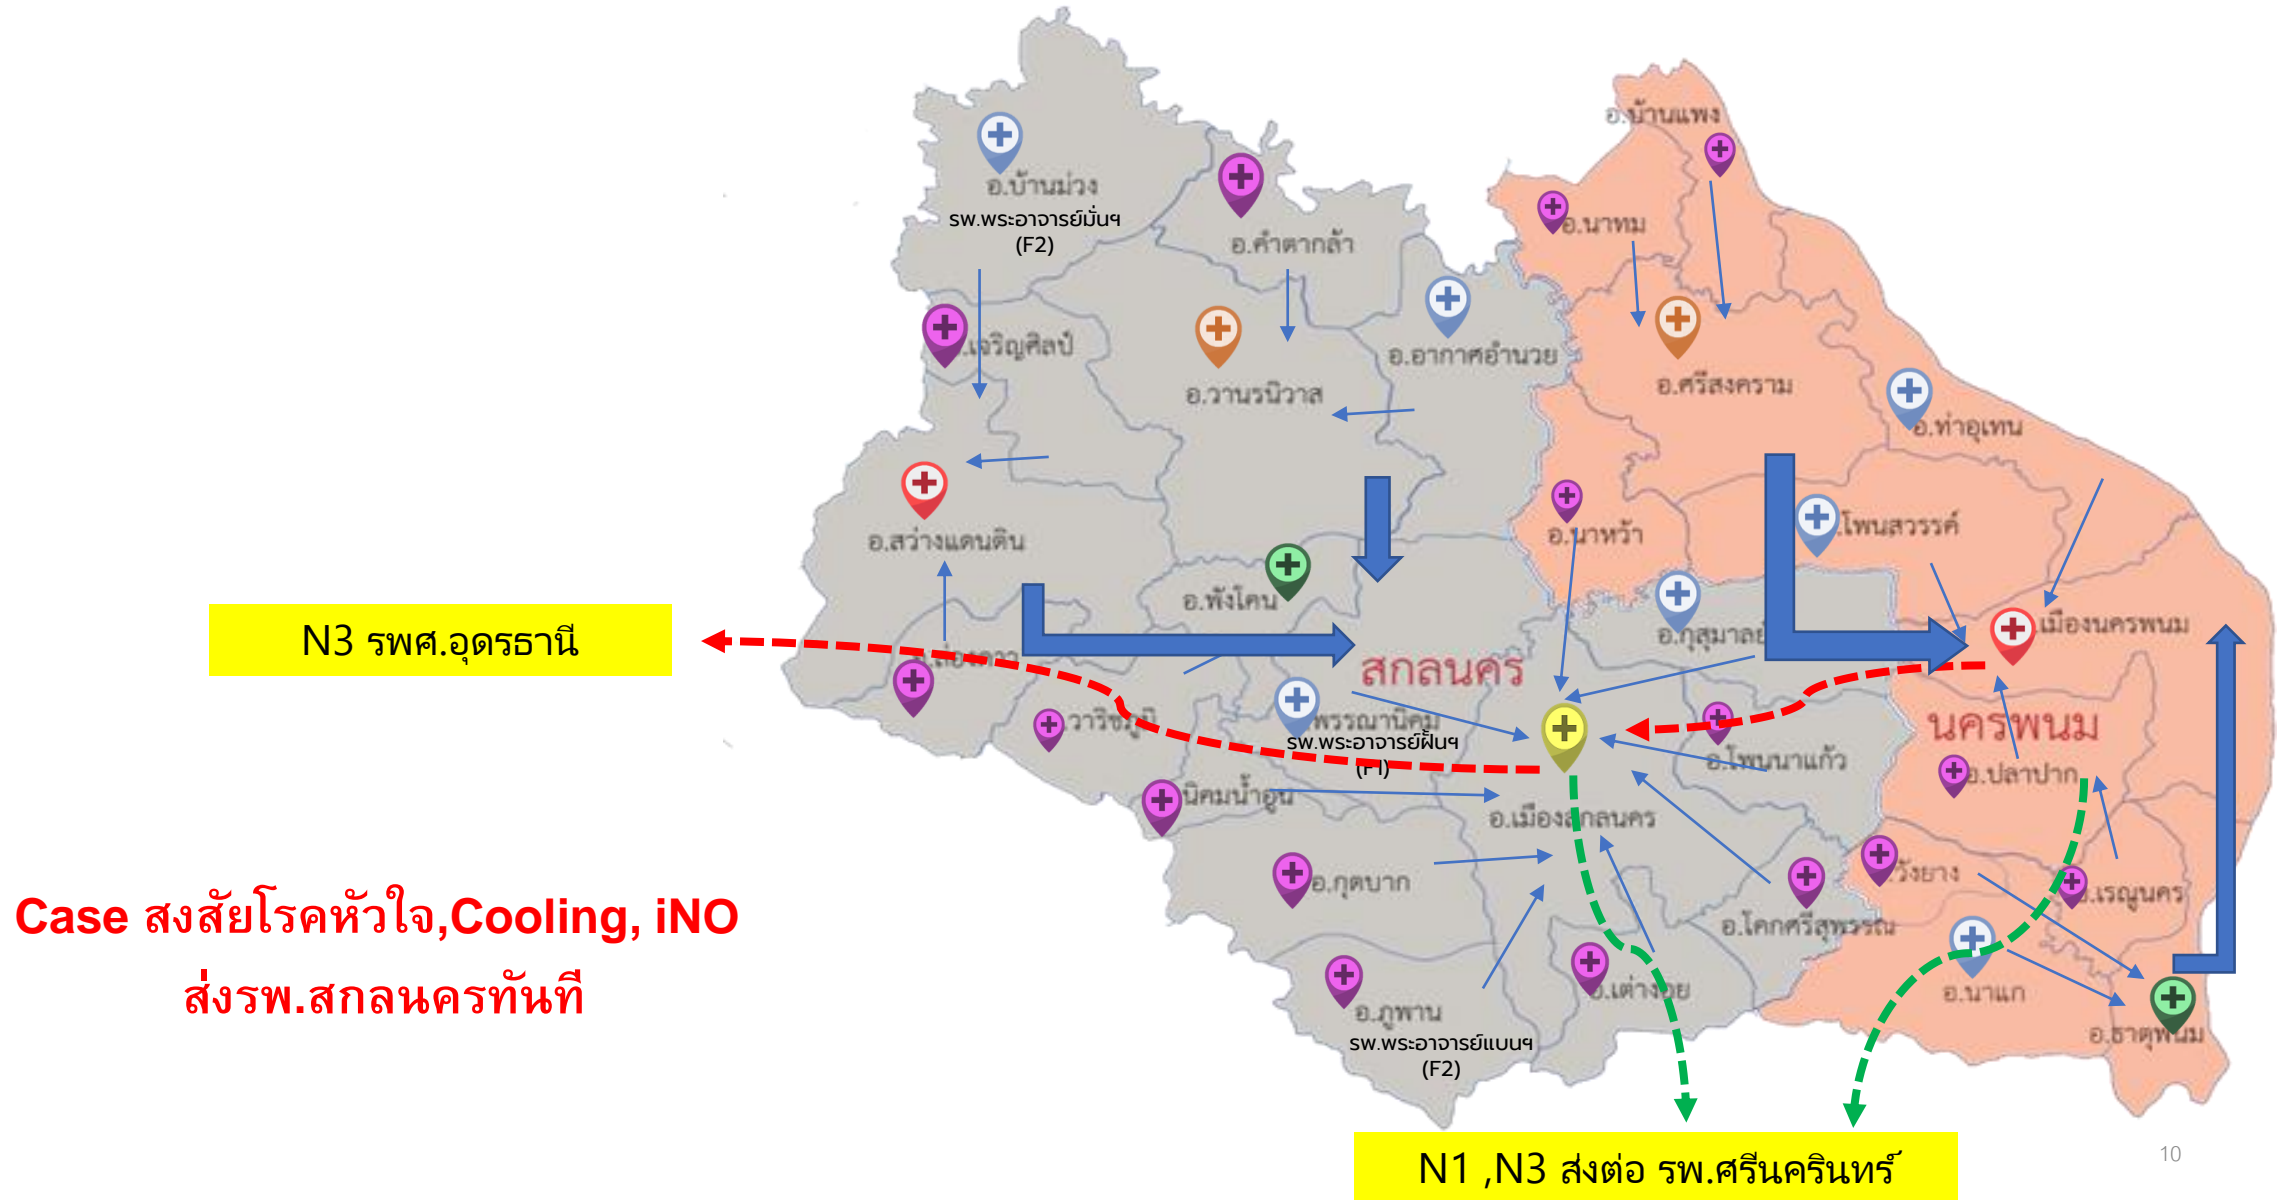 อ.บ้านแพง
อ.บ้านม่วง
รพ.พระอาจารย์มั่นฯ
(F2)
อ.คำตากล้า
อ.นาทม
.เจริญศิลป์
อ.อากาศอำนวย
อ.วานรนิวาส
อ.ศรีสงคราม
อ.ท่าอุเทน
อ.สว่างแดนดิน
อ.นาหว้า
.โพนสวรรค์
อ.พังโคน
N3 รพศ.อุดรธานี
อ.กุสุมาลย์
.เมืองนครพนม
สกลนคร
นครพนม
.วาริชภูมิ
พรรณานิคม
รพ.พระอาจารย์ฝั้นฯ
(F1)
อ.โพนนาแก้ว
อ.ปลาปาก
นิคมน้ำอูน
อ.เมืองสกลนคร
อ.กุดบาก
.วังยาง
.เรณูนคร
Case สงสัยโรคหัวใจ,Cooling, iNO
ส่งรพ.สกลนครทันที
อ.โคกศรีสุพรรณ
อ.เต่างอย
อ.นาแก
อ.ภูพาน
รพ.พระอาจารย์แบนฯ
(F2)
อ.ธาตุพนม
N1 ,N3 ส่งต่อ รพ.ศรีนครินทร์
10